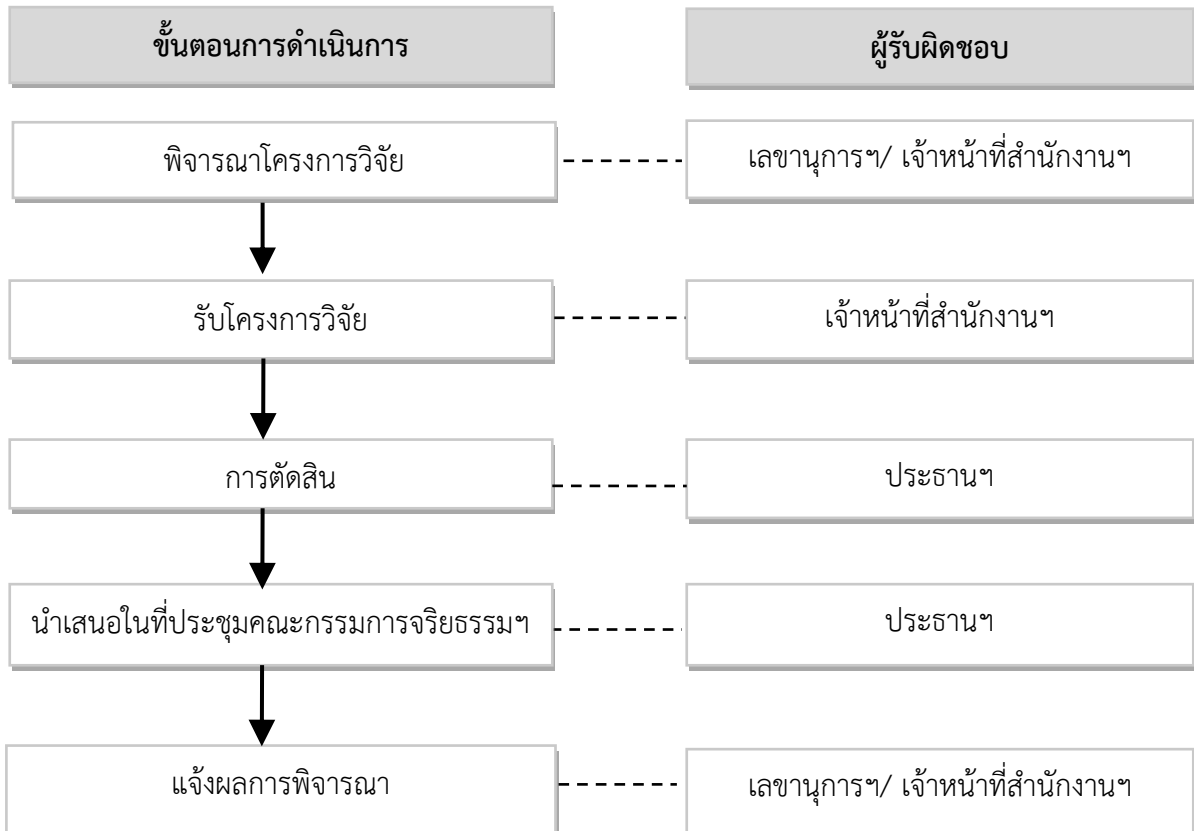 ขั้นตอนการดำเนินการ
ผู้รับผิดชอบ
พิจารณาโครงการวิจัย
เลขานุการฯ/ เจ้าหน้าที่สำนักงานฯ
รับโครงการวิจัย
เจ้าหน้าที่สำนักงานฯ
การตัดสิน
ประธานฯ
นำเสนอในที่ประชุมคณะกรรมการจริยธรรมฯ
ประธานฯ
แจ้งผลการพิจารณา
เลขานุการฯ/ เจ้าหน้าที่สำนักงานฯ